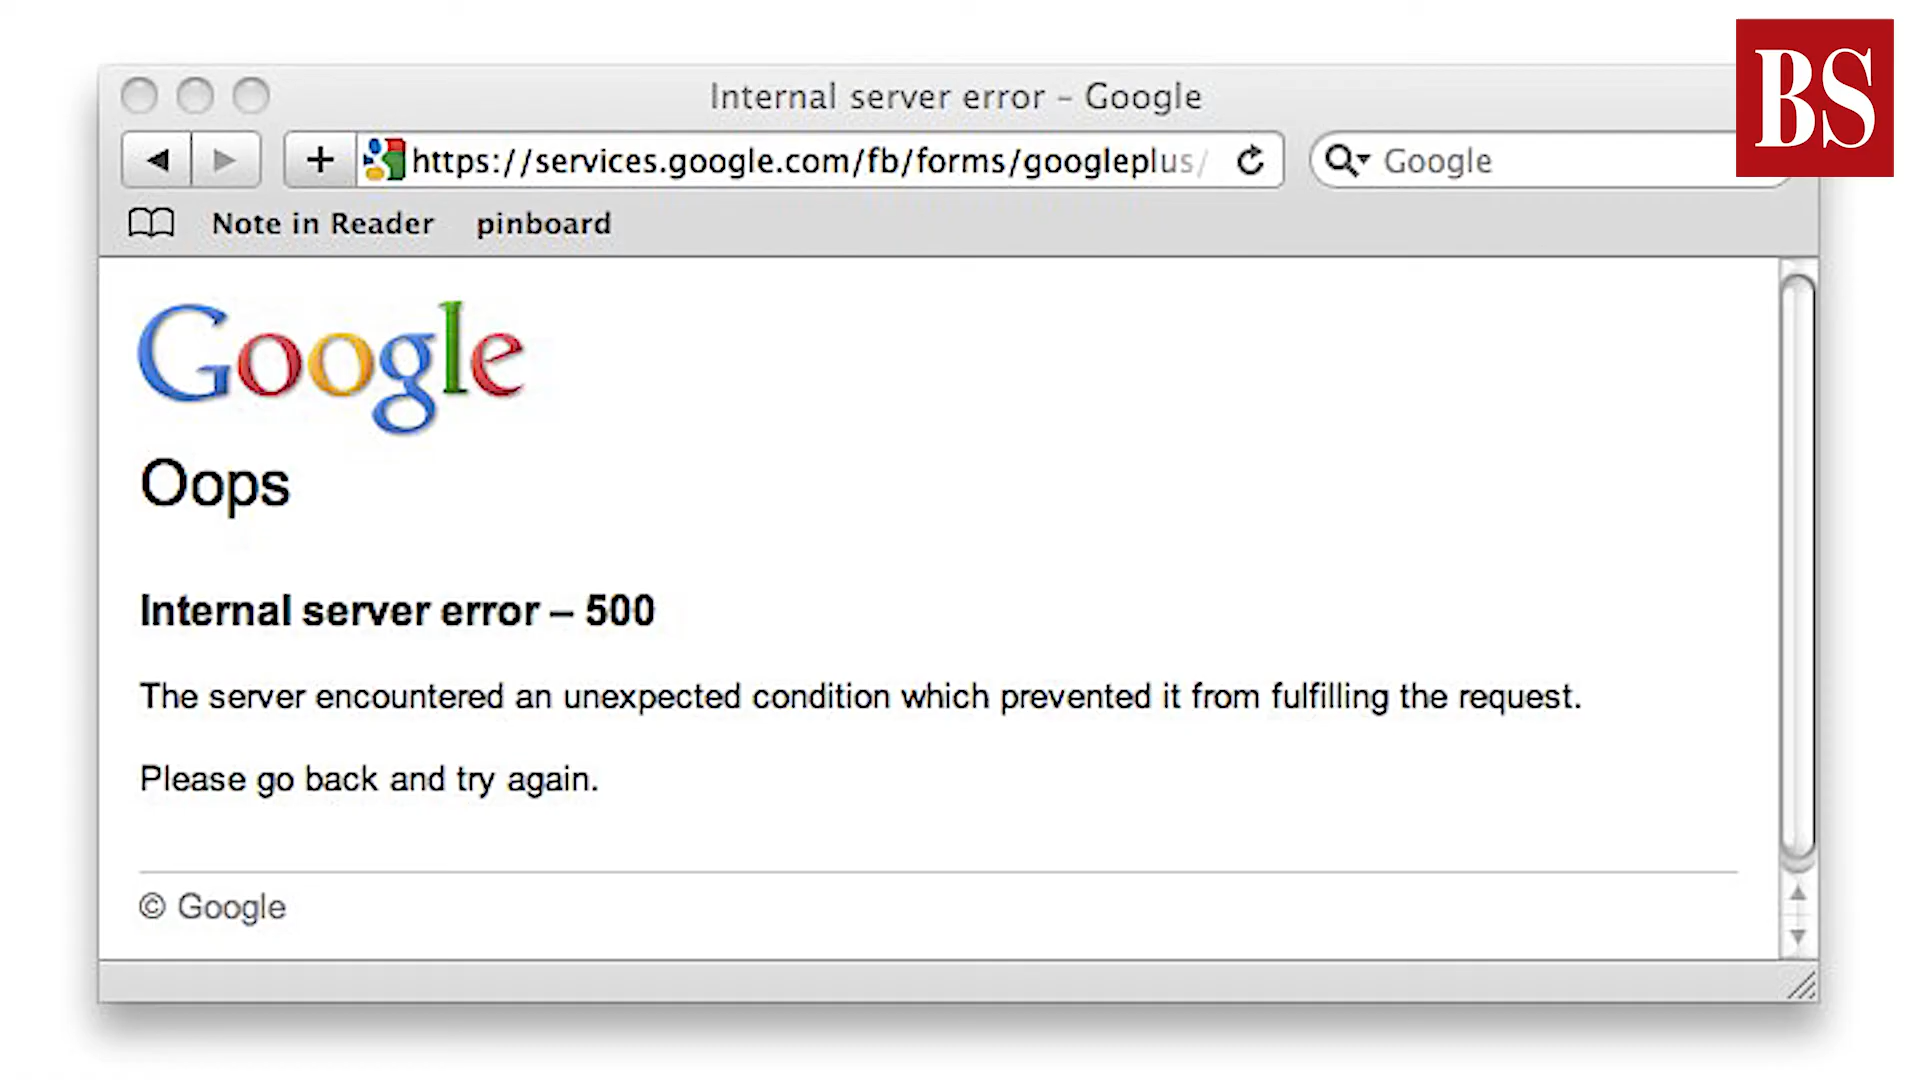 BS
Internal server error – Google
https://services.google.com/fb/forms/googleplus/
Google
Note in Reader pinboard
Google
Oops
Internal server error – 500
The server encountered an unexpected condition which prevented it from fulfilling the request.
Please go back and try again.
© Google